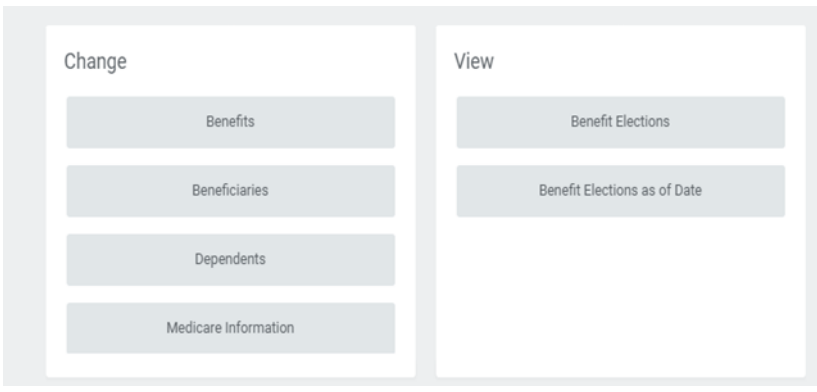 Change
Benefits
Beneficiaries
Dependents
Medicare Information
View
Benefit Elections
Benefit Elections as of Date